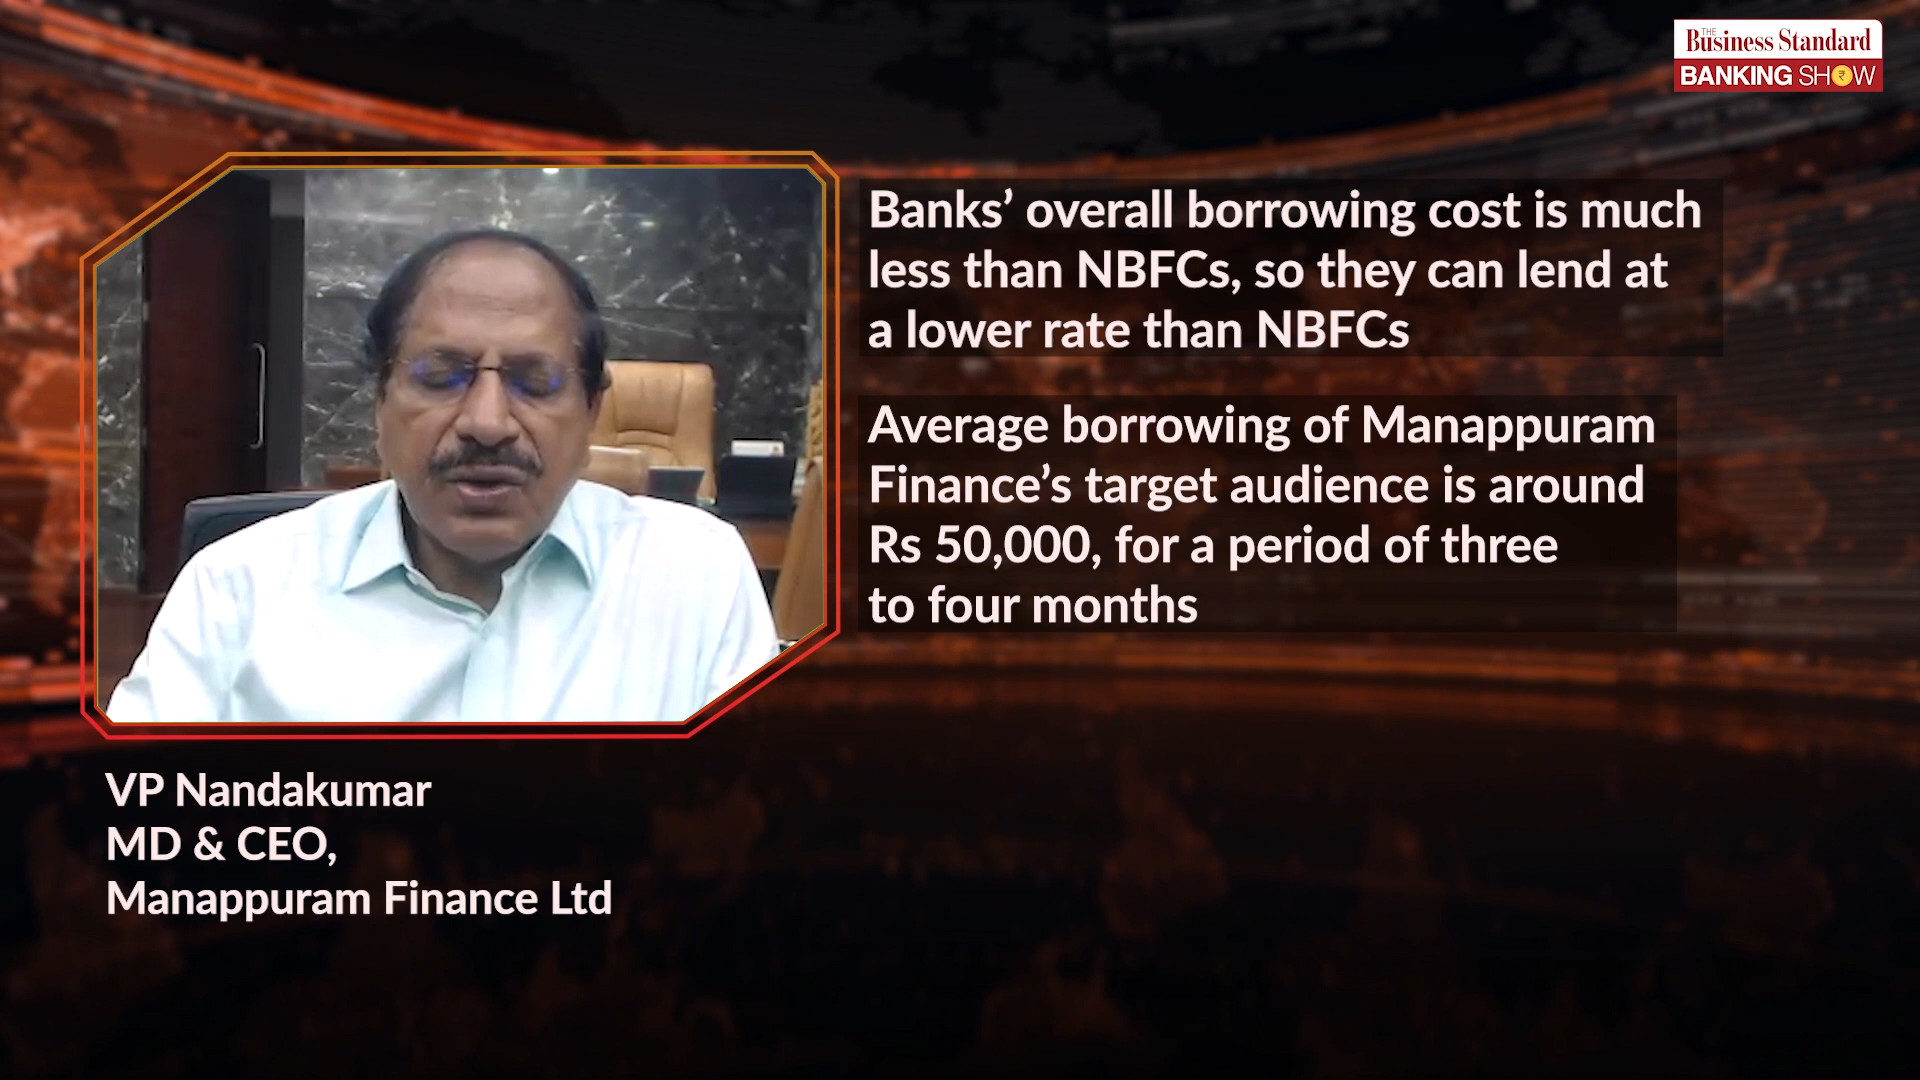 THE
Business Standard
BANKING SHOW
Banks’ overall borrowing cost is much
less than NBFCs, so they can lend at
a lower rate than NBFCs
Average borrowing of Manappuram
Finance’s target audience is around
Rs 50,000, for a period of three
to four months
VP Nandakumar
MD & CEO,
Manappuram Finance Ltd